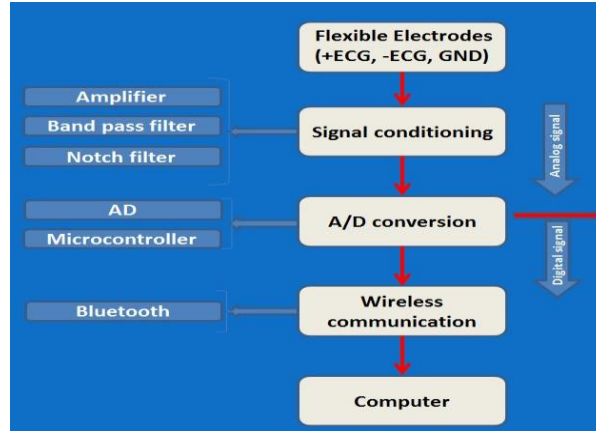 Flexible Electrodes
(+ECG, -ECG, GND)
Amplifier
Band pass filter
Notch filter
Signal conditioning
Analog signal
AD
Microcontroller
A/D conversion
Digital signal
Bluetooth
Wireless
communication
Computer